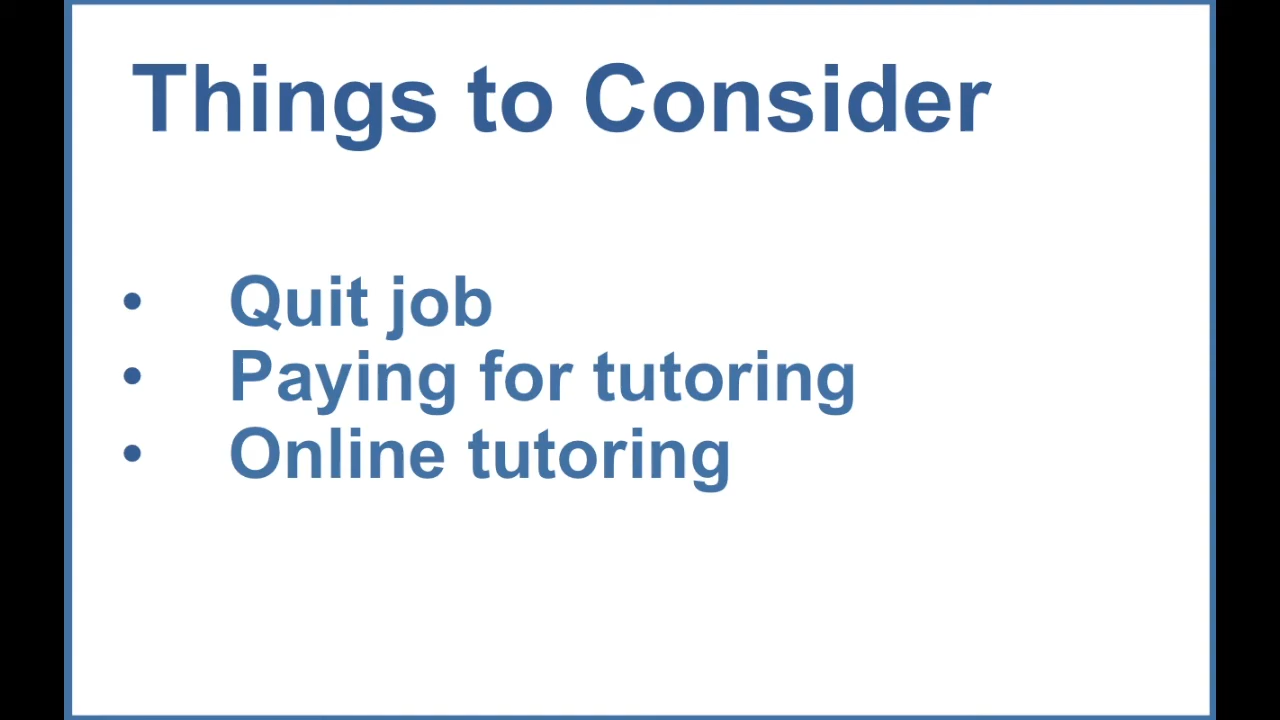 Things to Consider
• Quit job
• Paying for tutoring
• Online tutoring